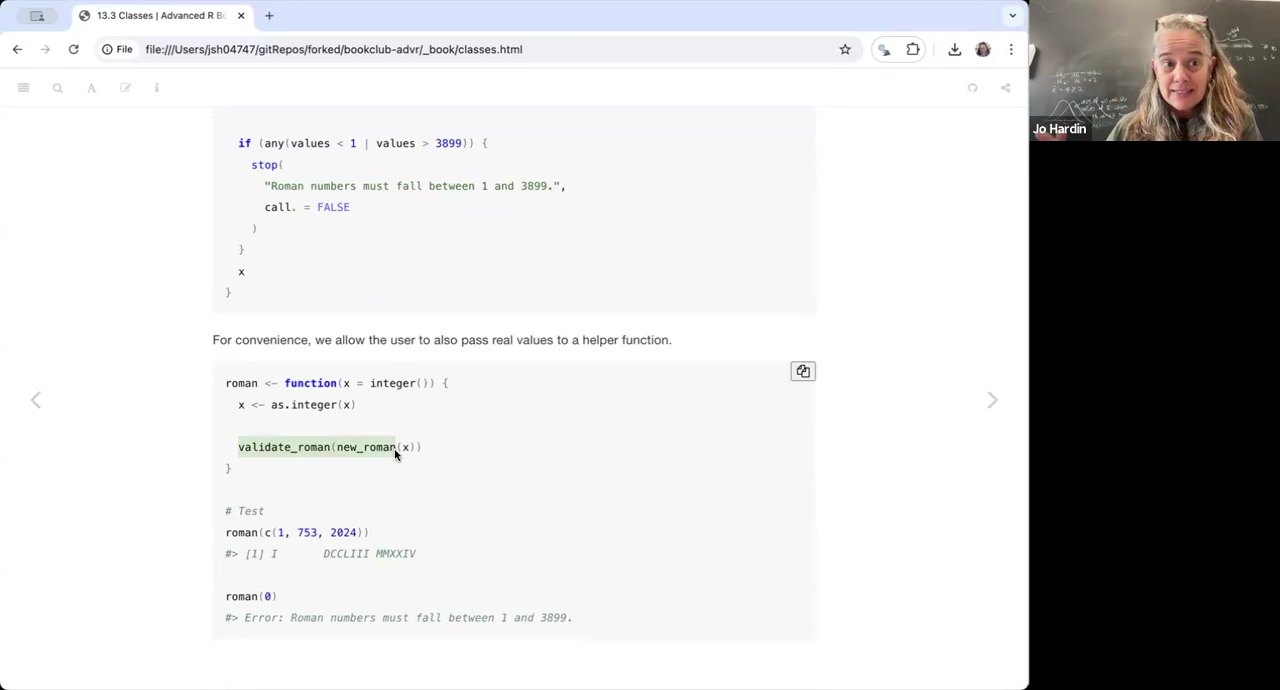 13.3 Classes | Advanced R Bo
File file:///Users/jsh04747/gitRepos/forked/bookclub-advr/_book/classes.html
if (any(values < 1 | values > 3899)) {
stop(
"Roman numbers must fall between 1 and 3899.",
call. = FALSE
)
}
x
}
For convenience, we allow the user to also pass real values to a helper function.
roman <- function(x = integer()) {
x <- as.integer(x)
validate_roman(new_roman(x))
}
# Test
roman(c(1, 753, 2024))
#> [1] I       DCCLIII MMXXIV
roman(0)
#> Error: Roman numbers must fall between 1 and 3899.
Jo Hardin